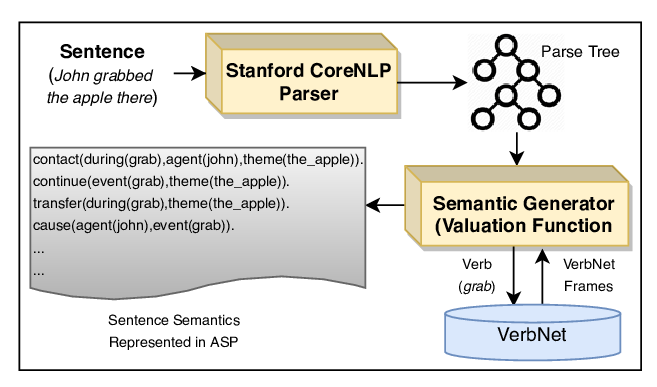 Sentence
(John grabbed
the apple there)
Stanford CoreNLP
Parser
Parse Tree
contact(during(grab),agent(john),theme(the_apple)).
continue(event(grab),theme(the_apple)).
transfer(during(grab),theme(the_apple)).
cause(agent(john),event(grab)).
...
...
Semantic Generator
(Valuation Function
Verb
(grab)
VerbNet
Frames
VerbNet
Sentence Semantics
Represented in ASP